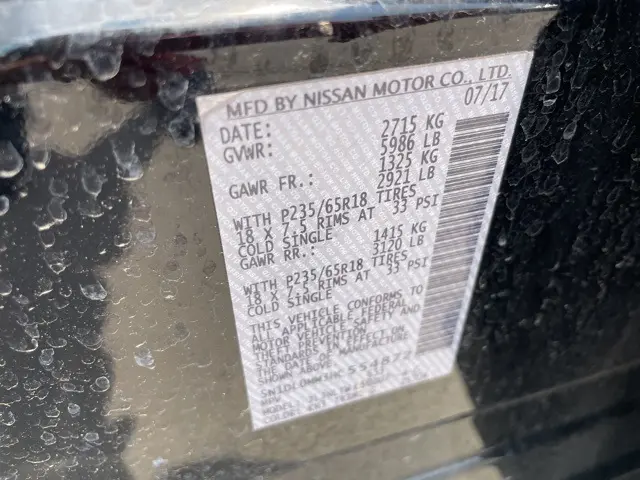 MFD BY NISSAN MOTOR CO., LTD.
DATE: 07/17
GVWR: 2715 KG
5986 LB
GAWR FR.: 1325 KG
2921 LB
WITH P235/65R18 TIRES
18 X 7.5 RIMS AT 33 PSI
COLD SINGLE
GAWR RR.: 1415 KG
3120 LB
WITH P235/65R18 TIRES
18 X 7.5 RIMS AT 33 PSI
COLD SINGLE
THIS VEHICLE CONFORMS TO
ALL APPLICABLE FEDERAL
MOTOR VEHICLE SAFETY AND
THEFT PREVENTION
STANDARDS IN EFFECT ON
THE DATE OF MANUFACTURE
SHOWN ABOVE.